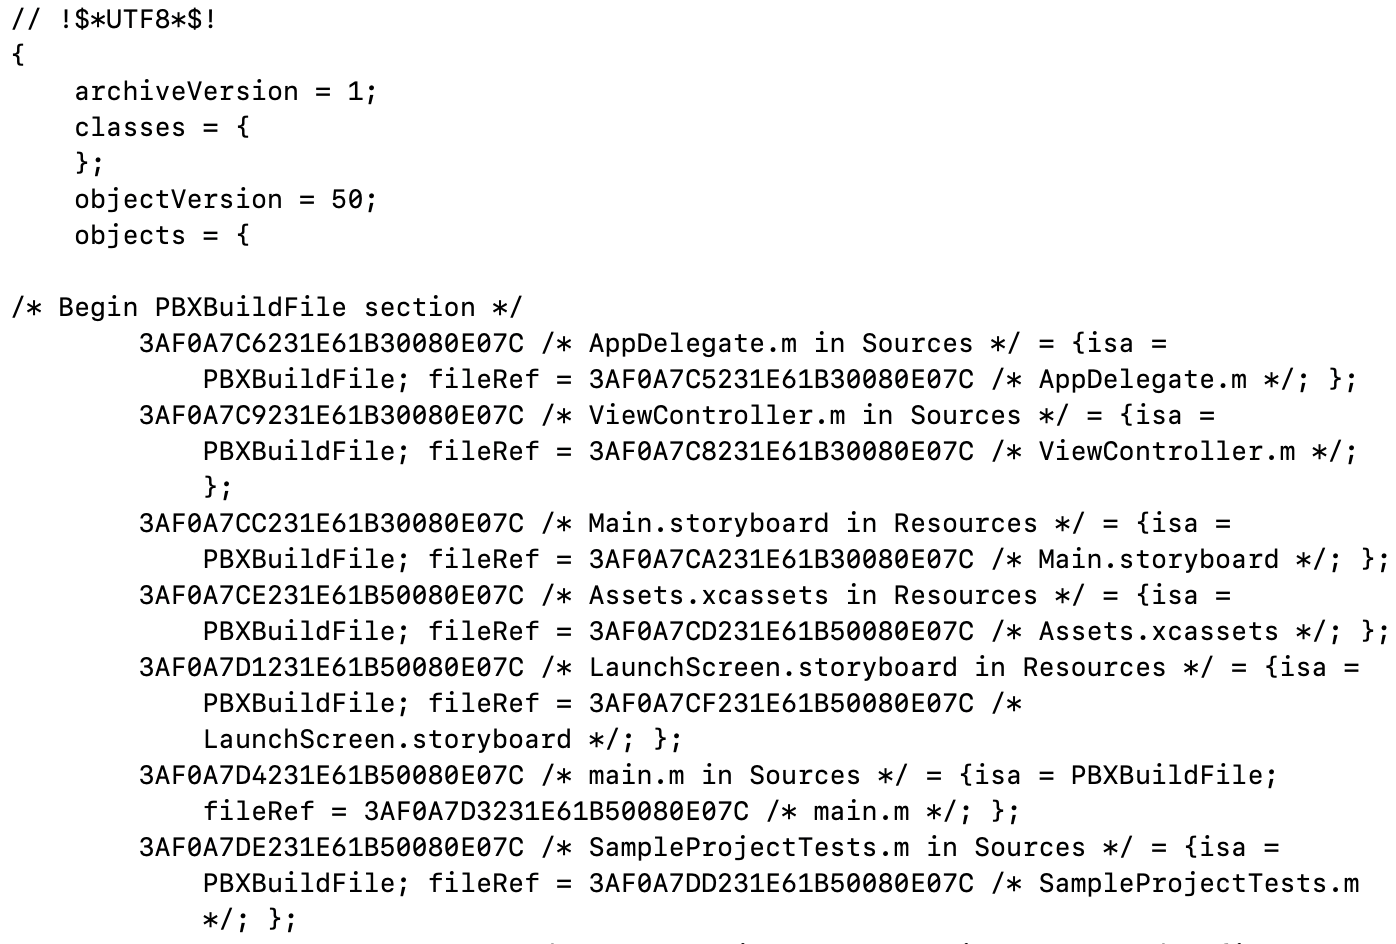 // !$*UTF8*$!
{
    archiveVersion = 1;
    classes = {
    };
    objectVersion = 50;
    objects = {

/* Begin PBXBuildFile section */
        3AF0A7C6231E61B30080E07C /* AppDelegate.m in Sources */ = {isa =
            PBXBuildFile; fileRef = 3AF0A7C5231E61B30080E07C /* AppDelegate.m */; };
        3AF0A7C9231E61B30080E07C /* ViewController.m in Sources */ = {isa =
            PBXBuildFile; fileRef = 3AF0A7C8231E61B30080E07C /* ViewController.m */;
            };
        3AF0A7CC231E61B30080E07C /* Main.storyboard in Resources */ = {isa =
            PBXBuildFile; fileRef = 3AF0A7CA231E61B30080E07C /* Main.storyboard */; };
        3AF0A7CE231E61B50080E07C /* Assets.xcassets in Resources */ = {isa =
            PBXBuildFile; fileRef = 3AF0A7CD231E61B50080E07C /* Assets.xcassets */; };
        3AF0A7D1231E61B50080E07C /* LaunchScreen.storyboard in Resources */ = {isa =
            PBXBuildFile; fileRef = 3AF0A7CF231E61B50080E07C /*
            LaunchScreen.storyboard */; };
        3AF0A7D4231E61B50080E07C /* main.m in Sources */ = {isa = PBXBuildFile;
            fileRef = 3AF0A7D3231E61B50080E07C /* main.m */; };
        3AF0A7DE231E61B50080E07C /* SampleProjectTests.m in Sources */ = {isa =
            PBXBuildFile; fileRef = 3AF0A7DD231E61B50080E07C /* SampleProjectTests.m
            */; };